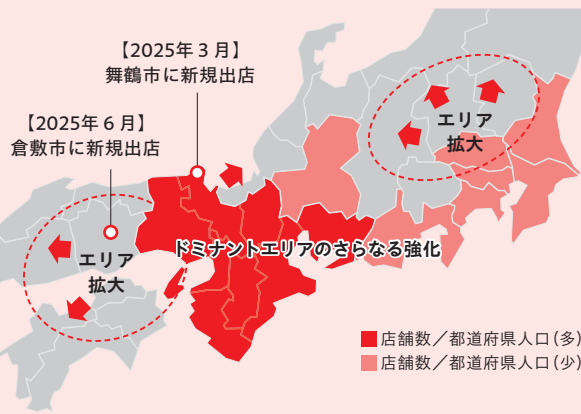 【2025年3月】
舞鶴市に新規出店
【2025年6月】
倉敷市に新規出店
エリア
拡大
ドミナントエリアのさらなる強化
エリア
拡大
店舗数／都道府県人口(多)
店舗数／都道府県人口(少)